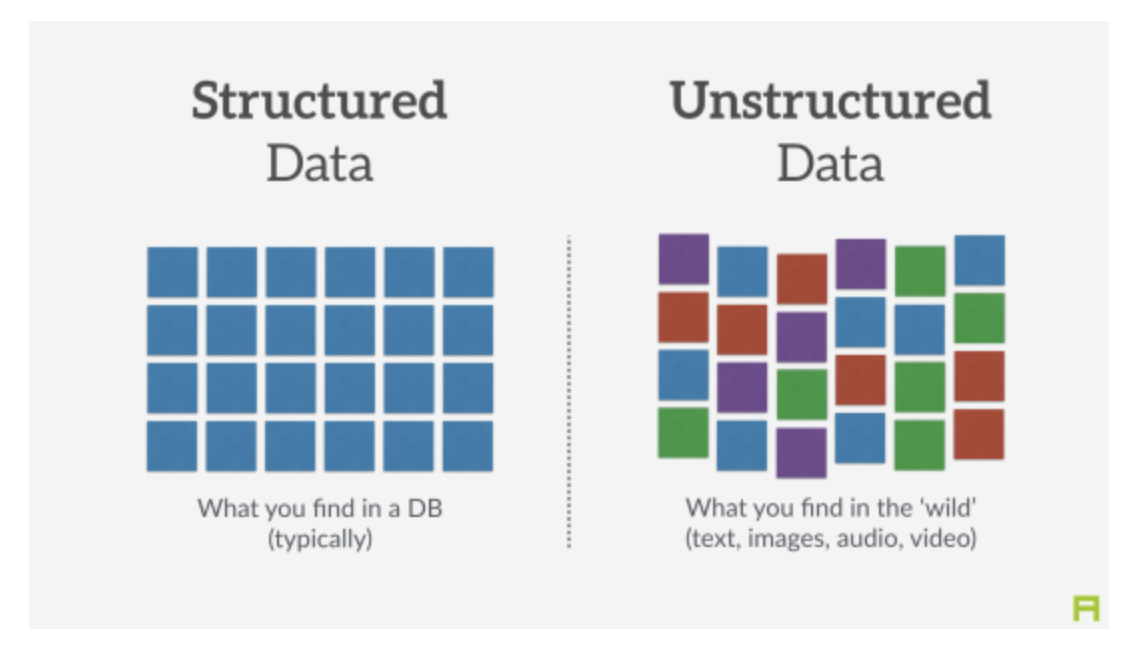 Structured
Data
What you find in a DB
(typically)
Unstructured
Data
What you find in the ‘wild’
(text, images, audio, video)